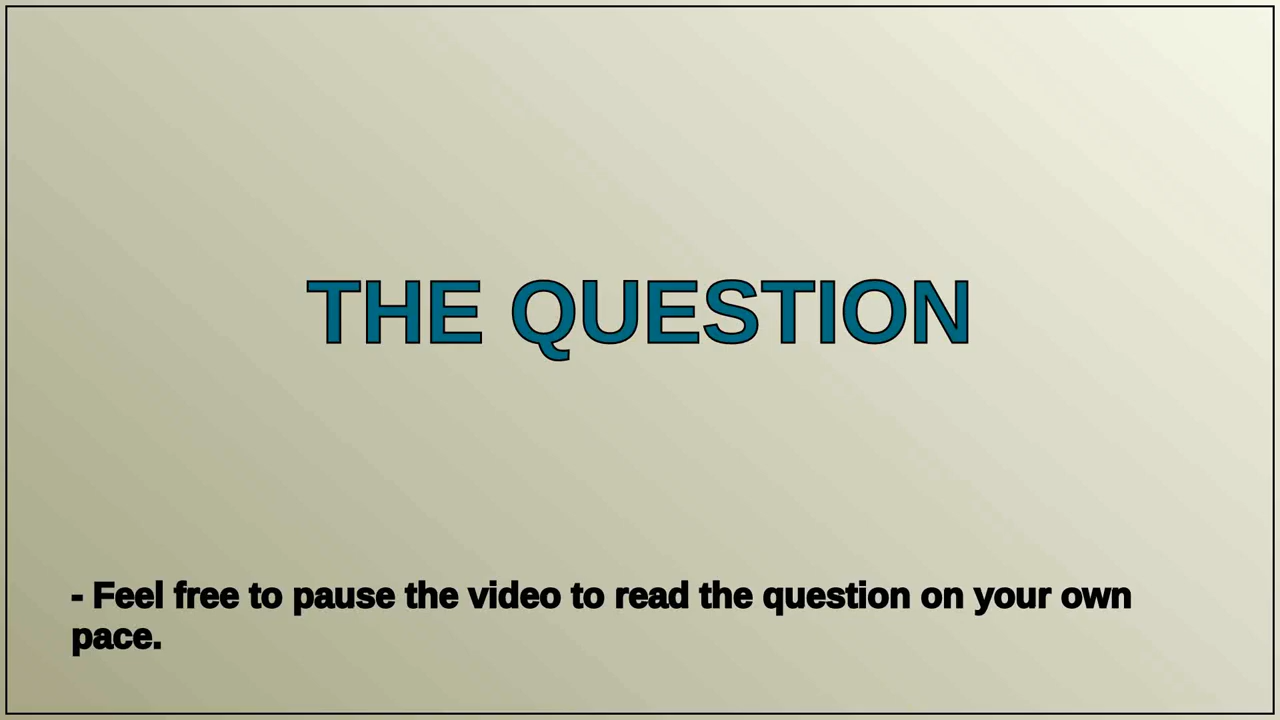 THE QUESTION
- Feel free to pause the video to read the question on your own
pace.